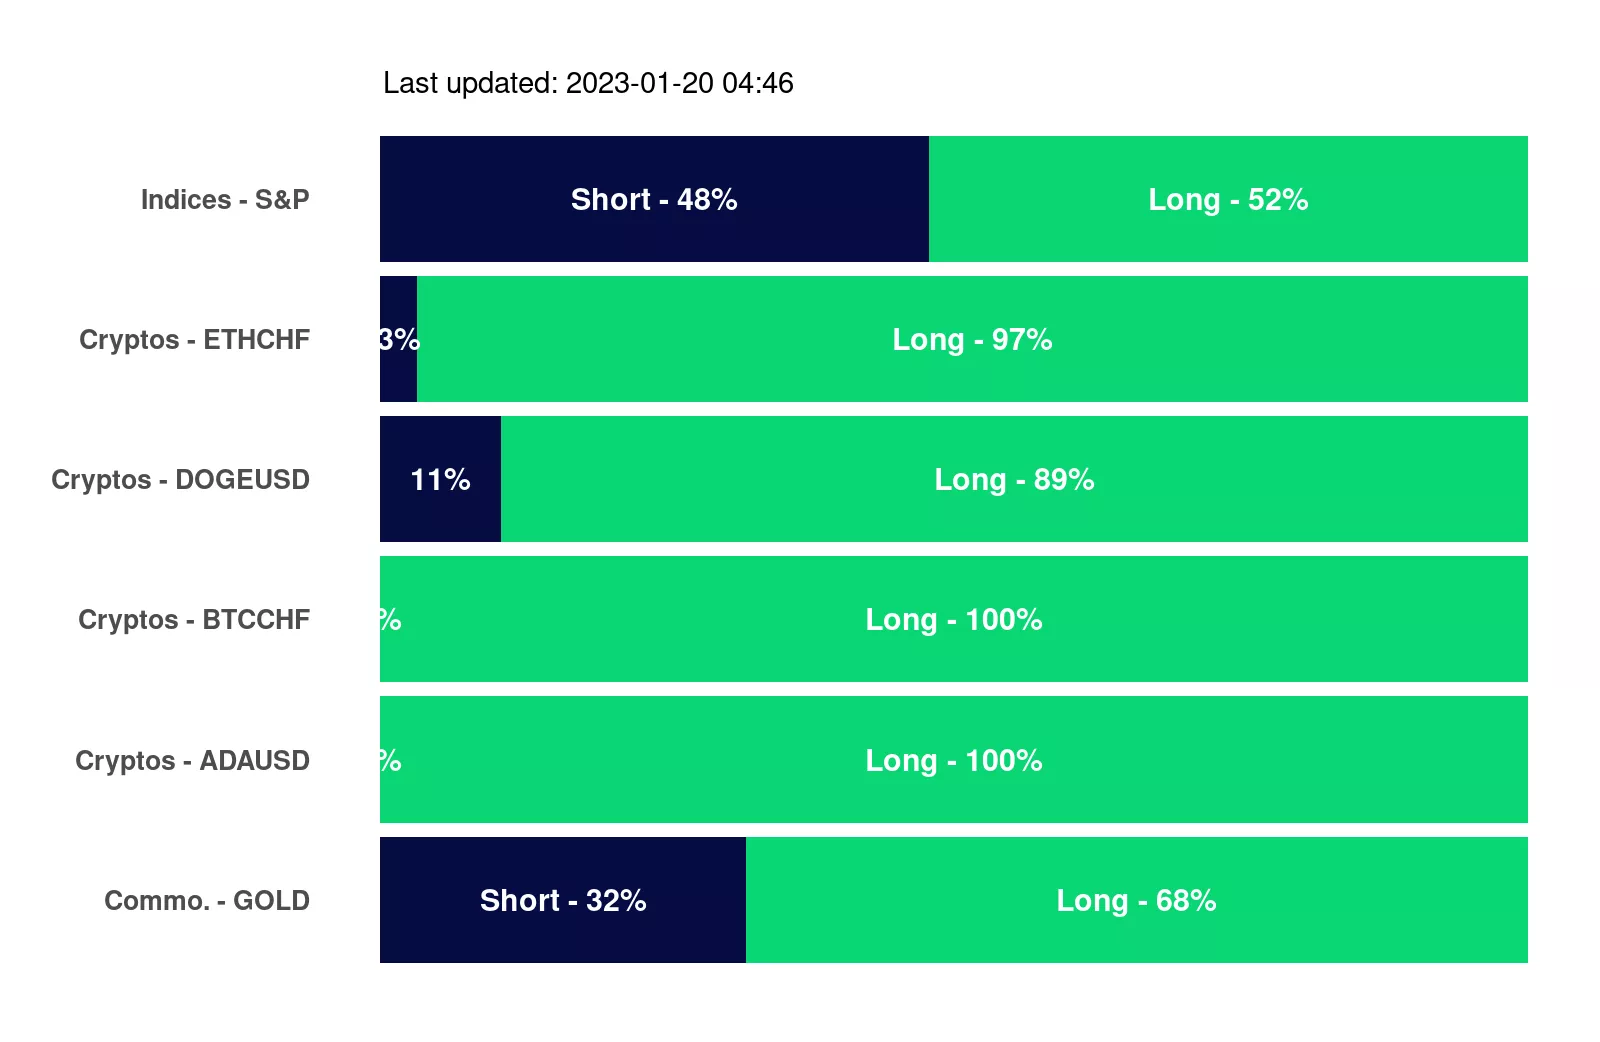 Last updated: 2023-01-20 04:46
Indices - S&P Short - 48% Long - 52%
Cryptos - ETHCHF 3% Long - 97%
Cryptos - DOGEUSD 11% Long - 89%
Cryptos - BTCCHF % Long - 100%
Cryptos - ADAUSD % Long - 100%
Commo. - GOLD Short - 32% Long - 68%